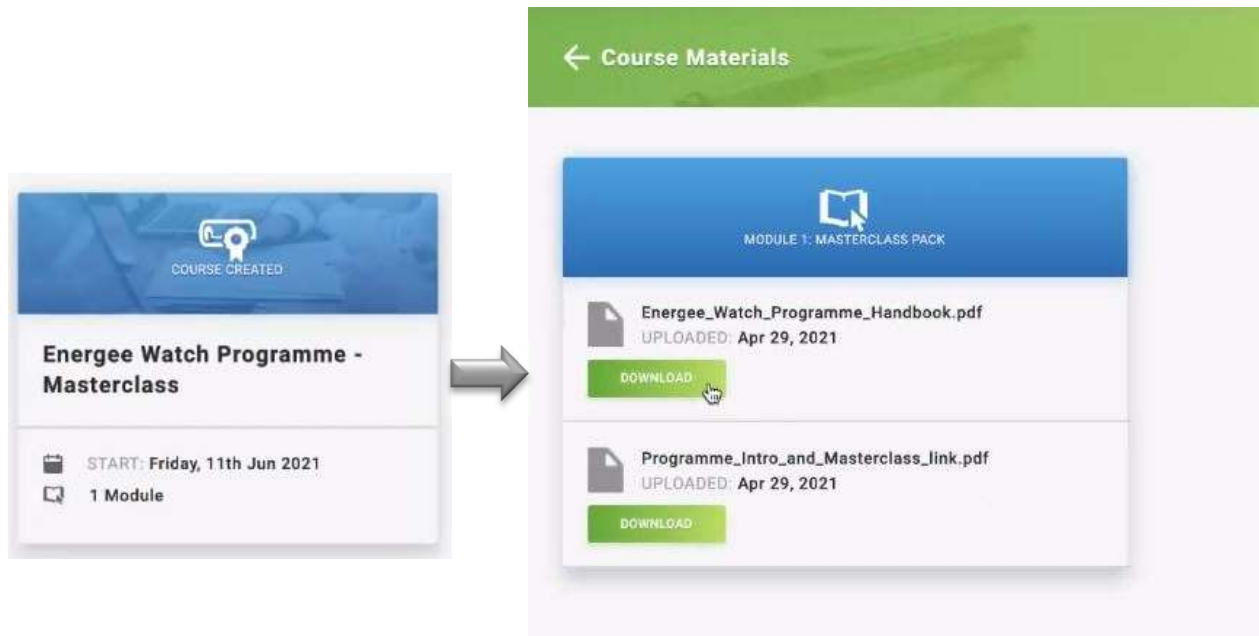 COURSE CREATED
Energee Watch Programme -
Masterclass
START: Friday, 11th Jun 2021
1 Module
Course Materials
MODULE 1: MASTERCLASS PACK
Energee_Watch_Programme_Handbook.pdf
UPLOADED: Apr 29, 2021
DOWNLOAD
Programme_Intro_and_Masterclass_link.pdf
UPLOADED: Apr 29, 2021
DOWNLOAD